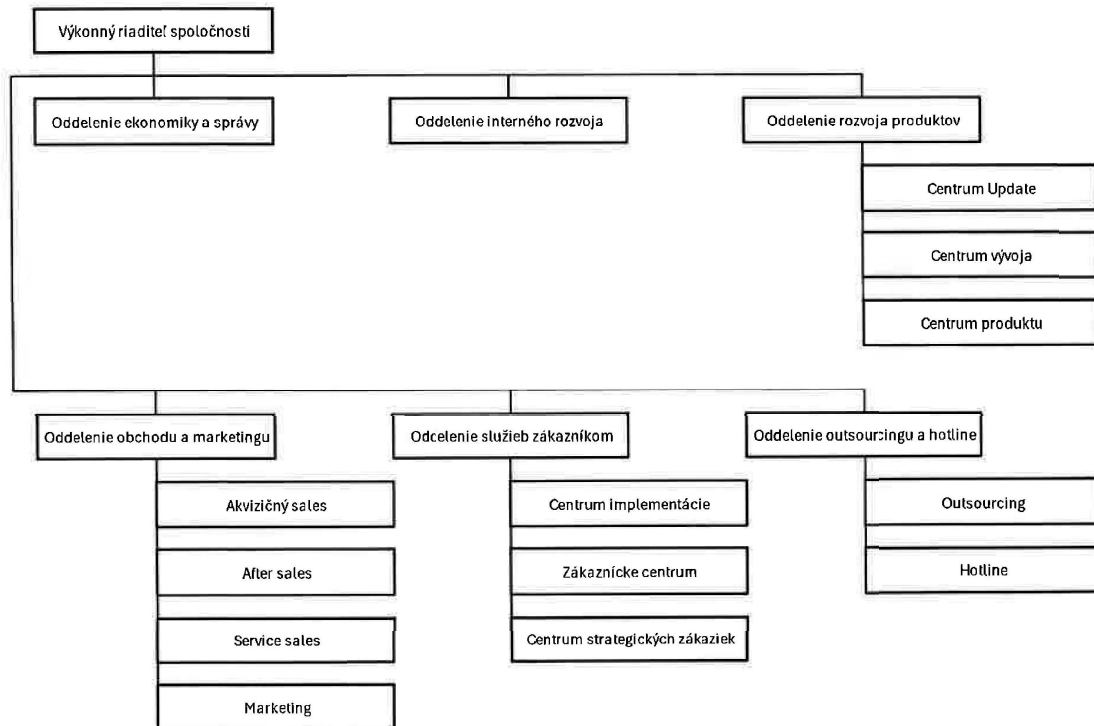 Výkonný riaditeľ spoločnosti
Oddelenie ekonomiky a správy
Oddelenie interného rozvoja
Oddelenie rozvoja produktov
Centrum Update
Centrum vývoja
Centrum produktu
Oddelenie obchodu a marketingu
Odcelenie služieb zákazníkom
Oddelenie outsourcingu a hotline
Akvizičný sales
After sales
Service sales
Marketing
Centrum implementácie
Zákaznícke centrum
Centrum strategických zákaziek
Outsourcing
Hotline